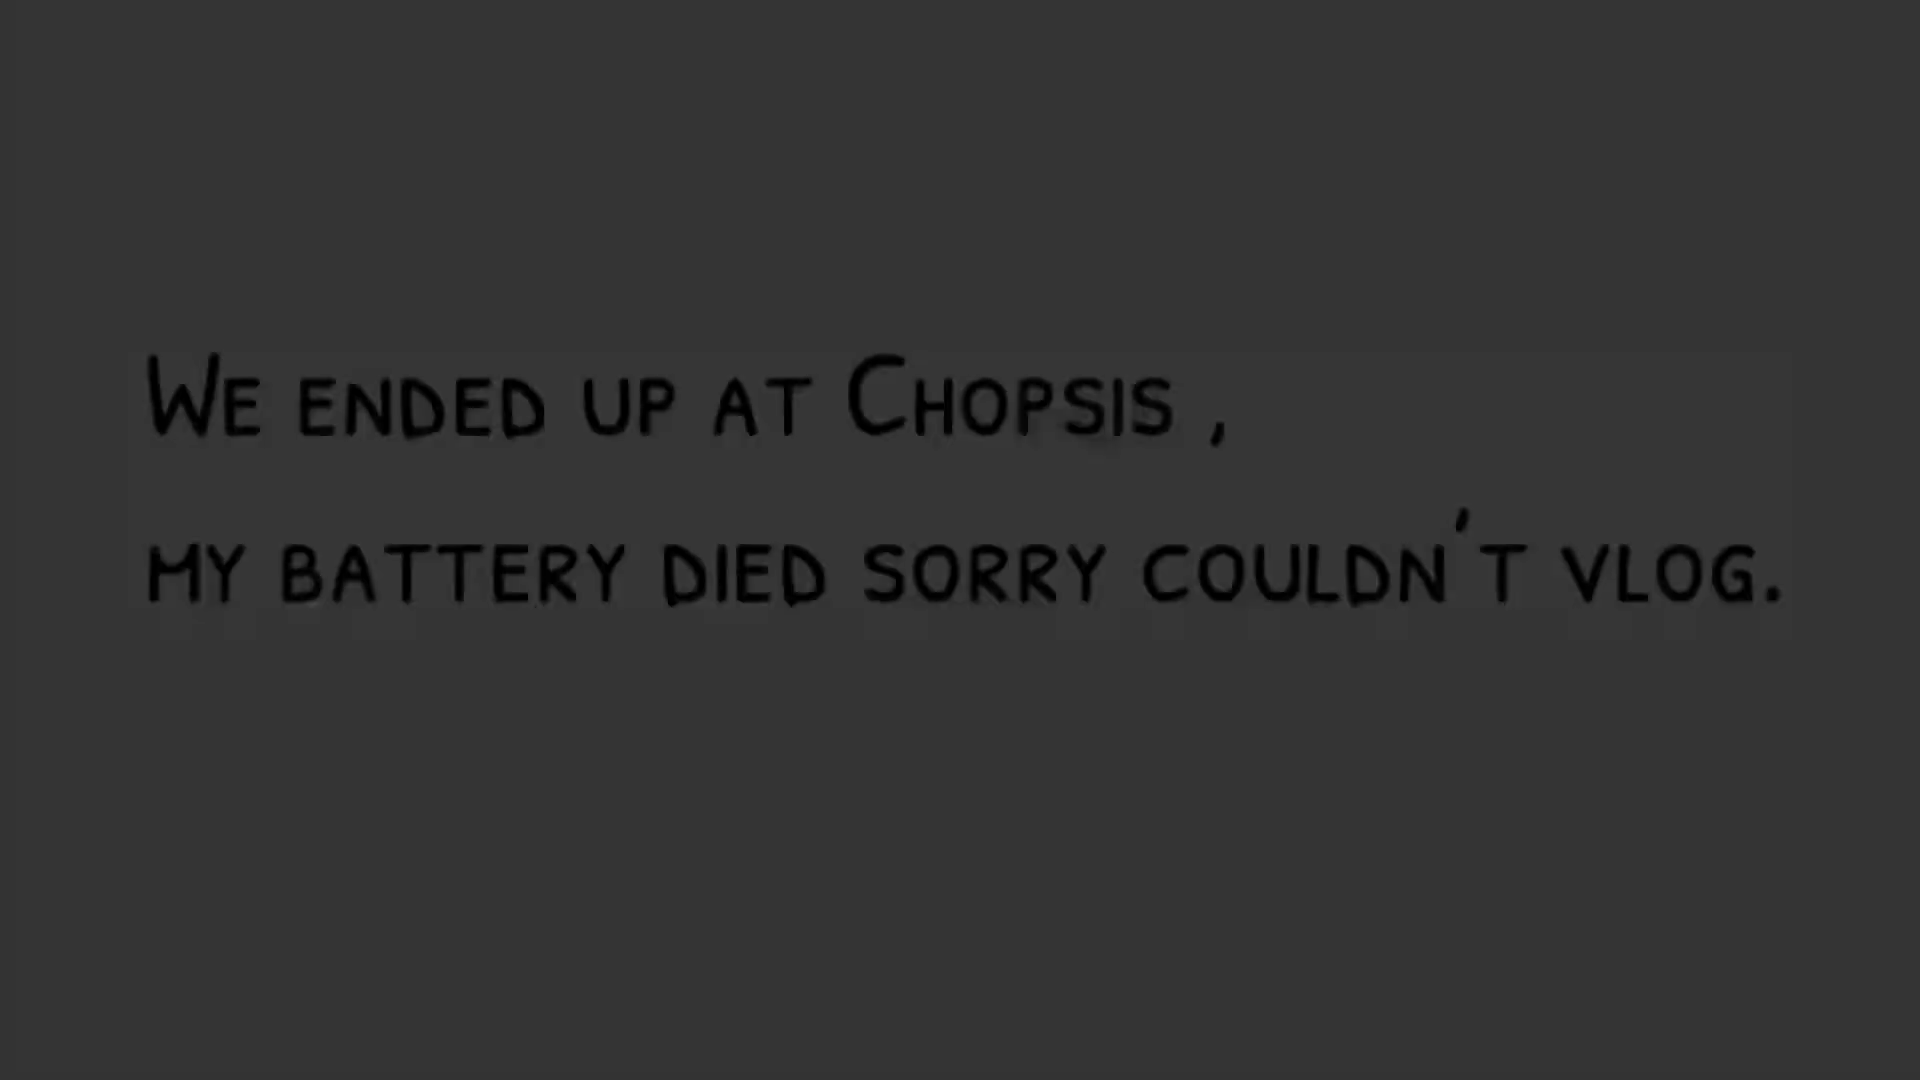 We ended up at Chopsis ,
my battery died sorry couldn't vlog.